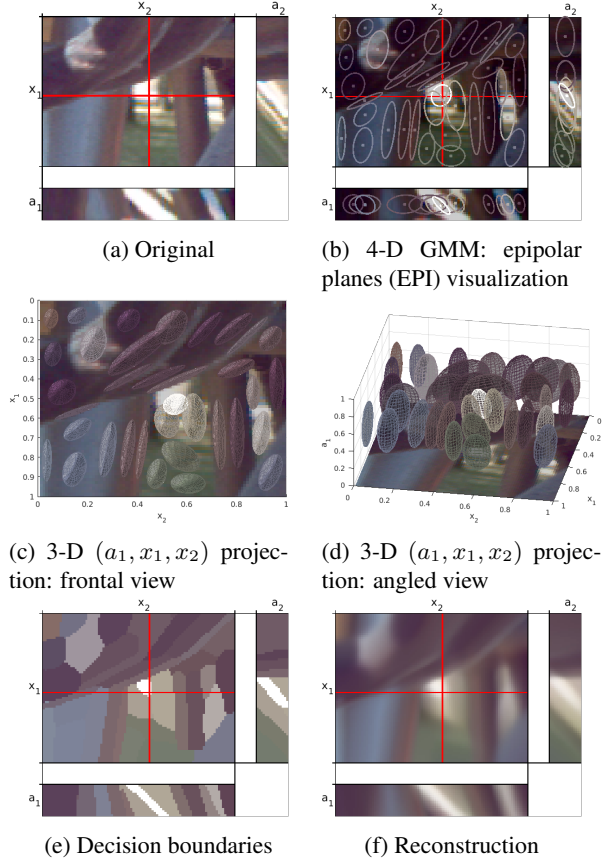 x2 a2
x1
a1
(a) Original
x2 a2
x1
a1
(b) 4-D GMM: epipolar
planes (EPI) visualization
0
0.1
0.2
0.3
0.4
0.5
0.6
0.7
0.8
0.9
1
x1
0 0.2 0.4 0.6 0.8 1
x2
(c) 3-D (a1, x1, x2) projec-
tion: frontal view
1
0.8
0.6
0.4
0.2
0
a1
0 0.2 0.4 0.6 0.8 1
x2
0
0.2
0.4
0.6
0.8
1
x1
(d) 3-D (a1, x1, x2) projec-
tion: angled view
x2 a2
x1
a1
(e) Decision boundaries
x2 a2
x1
a1
(f) Reconstruction